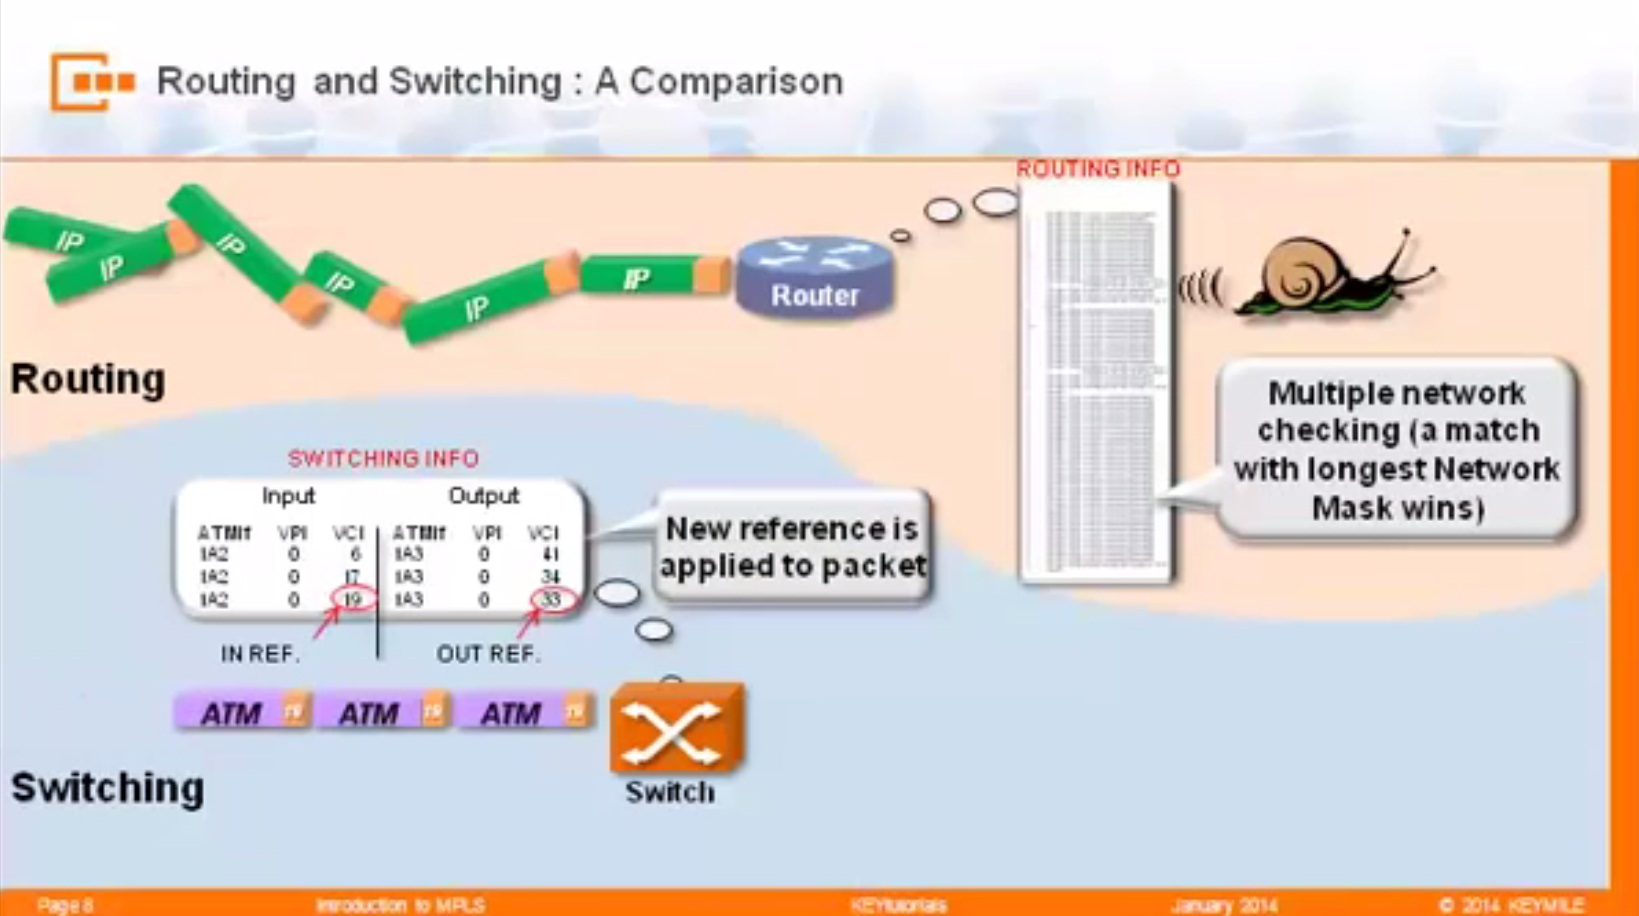 Routing and Switching : A Comparison
ROUTING INFO
IP
IP
IP
IP
IP
IP
Router
Routing
Multiple network
checking (a match
with longest Network
Mask wins)
SWITCHING INFO
Input Output
ATMIf VPI VCI ATMIf VPI VCI
1A2 0 6 1A3 0 41
1A2 0 17 1A3 0 34
1A2 0 19 1A3 0 33
New reference is
applied to packet
IN REF. OUT REF.
ATM 19 ATM 19 ATM 19
Switch
Switching
Page 8 Introduction to MPLS KEYtutorials January 2014 © 2014 KEYMILE